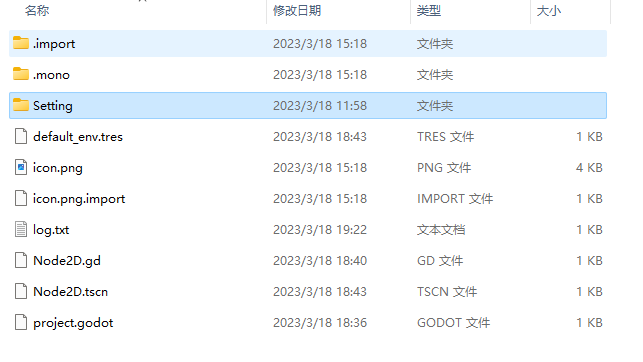 名称 修改日期 类型 大小
.import 2023/3/18 15:18 文件夹
.mono 2023/3/18 15:18 文件夹
Setting 2023/3/18 11:58 文件夹
default_env.tres 2023/3/18 18:43 TRES 文件 1 KB
icon.png 2023/3/18 15:18 PNG 文件 4 KB
icon.png.import 2023/3/18 15:18 IMPORT 文件 1 KB
log.txt 2023/3/18 19:22 文本文档 1 KB
Node2D.gd 2023/3/18 18:40 GD 文件 1 KB
Node2D.tscn 2023/3/18 18:43 TSCN 文件 1 KB
project.godot 2023/3/18 18:36 GODOT 文件 1 KB